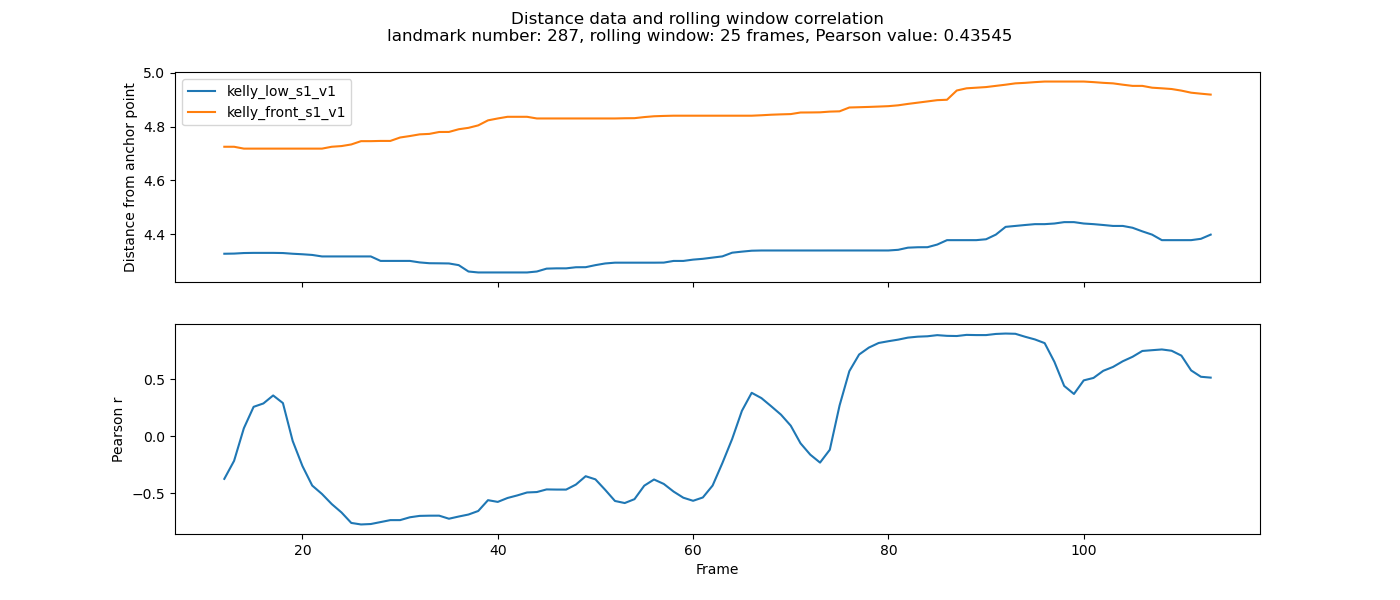 Distance data and rolling window correlation
landmark number: 287, rolling window: 25 frames, Pearson value: 0.43545
5.0
4.8
4.6
4.4
Distance from anchor point
kelly_low_s1_v1
kelly_front_s1_v1
0.5
0.0
−0.5
Pearson r
20
40
60
80
100
Frame